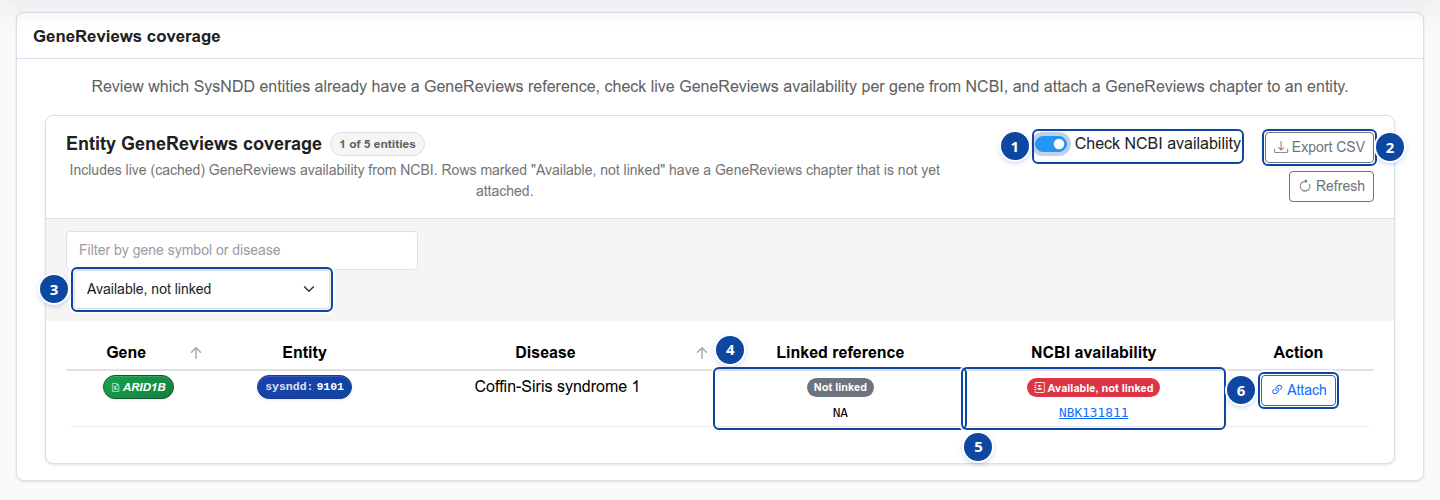 GeneReviews coverage
Review which SysNDD entities already have a GeneReviews reference, check live GeneReviews availability per gene from NCBI, and attach a GeneReviews chapter to an entity.
Entity GeneReviews coverage 1 of 5 entities
Includes live (cached) GeneReviews availability from NCBI. Rows marked "Available, not linked" have a GeneReviews chapter that is not yet
attached.
1 Check NCBI availability
Export CSV 2
Refresh
Filter by gene symbol or disease
3 Available, not linked
4
Gene Entity Disease Linked reference NCBI availability Action
ARID1B sysndd: 9101 Coffin-Siris syndrome 1 Not linked Available, not linked 6 Attach
NA NBK131811
5